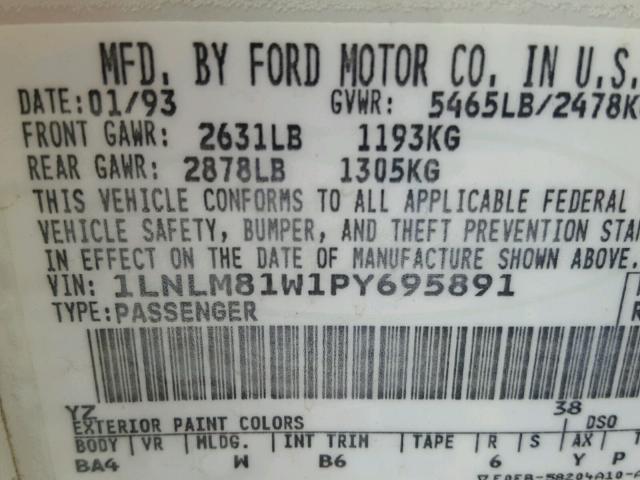 MFD. BY FORD MOTOR CO. IN U.S.
DATE: 01/93 GVWR: 5465LB/2478K
FRONT GAWR: 2631LB 1193KG
REAR GAWR: 2878LB 1305KG
THIS VEHICLE CONFORMS TO ALL APPLICABLE FEDERAL
VEHICLE SAFETY, BUMPER, AND THEFT PREVENTION STAN
IN EFFECT ON THE DATE OF MANUFACTURE SHOWN ABOVE.
VIN: 1LNLM81W1PY695891
TYPE: PASSENGER
YZ 38
EXTERIOR PAINT COLORS DSO
BODY VR MLDG. INT TRIM TAPE R S AX T
BA4 W B6 6 Y P